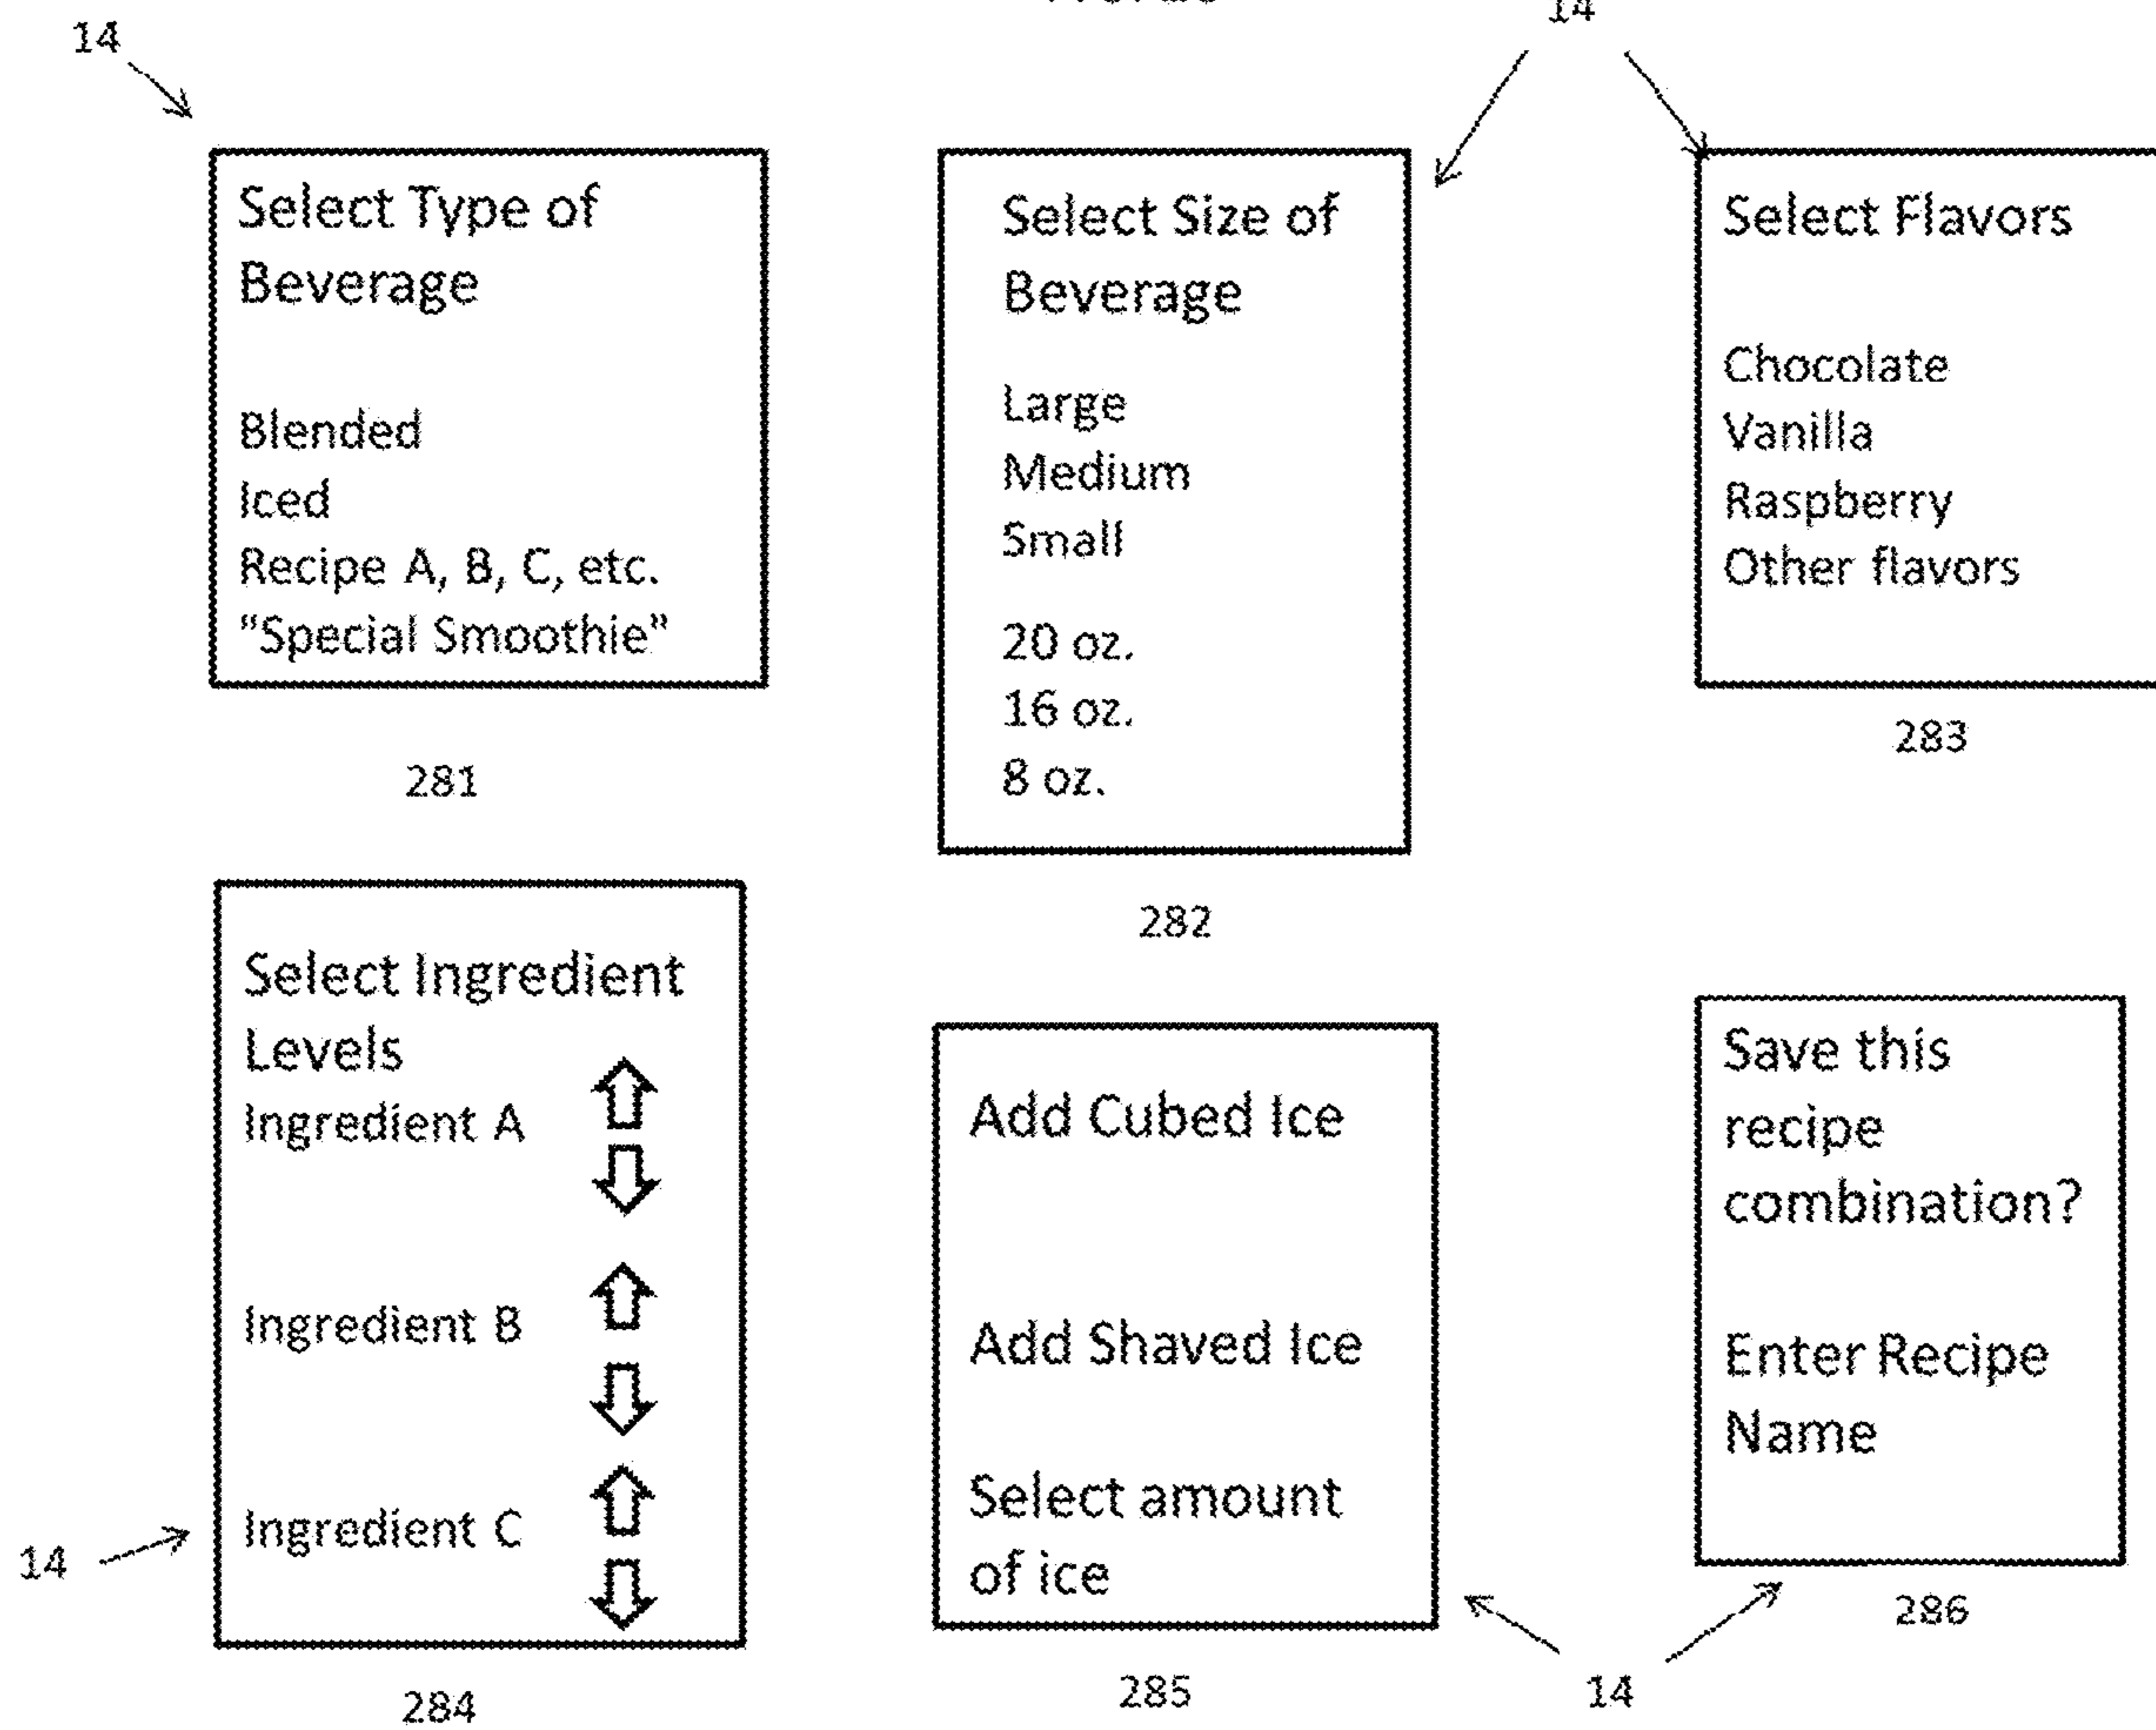 14
14
Select Type of
Beverage
Blended
Iced
Recipe A, B, C, etc.
"Special Smoothie"
281
Select Size of
Beverage
Large
Medium
Small
20 oz.
16 oz.
8 oz.
282
Select Flavors
Chocolate
Vanilla
Raspberry
Other flavors
283
Select Ingredient
Levels
Ingredient A
Ingredient B
Ingredient C
14
284
Add Cubed Ice
Add Shaved Ice
Select amount
of ice
285
Save this
recipe
combination?
Enter Recipe
Name
286
14